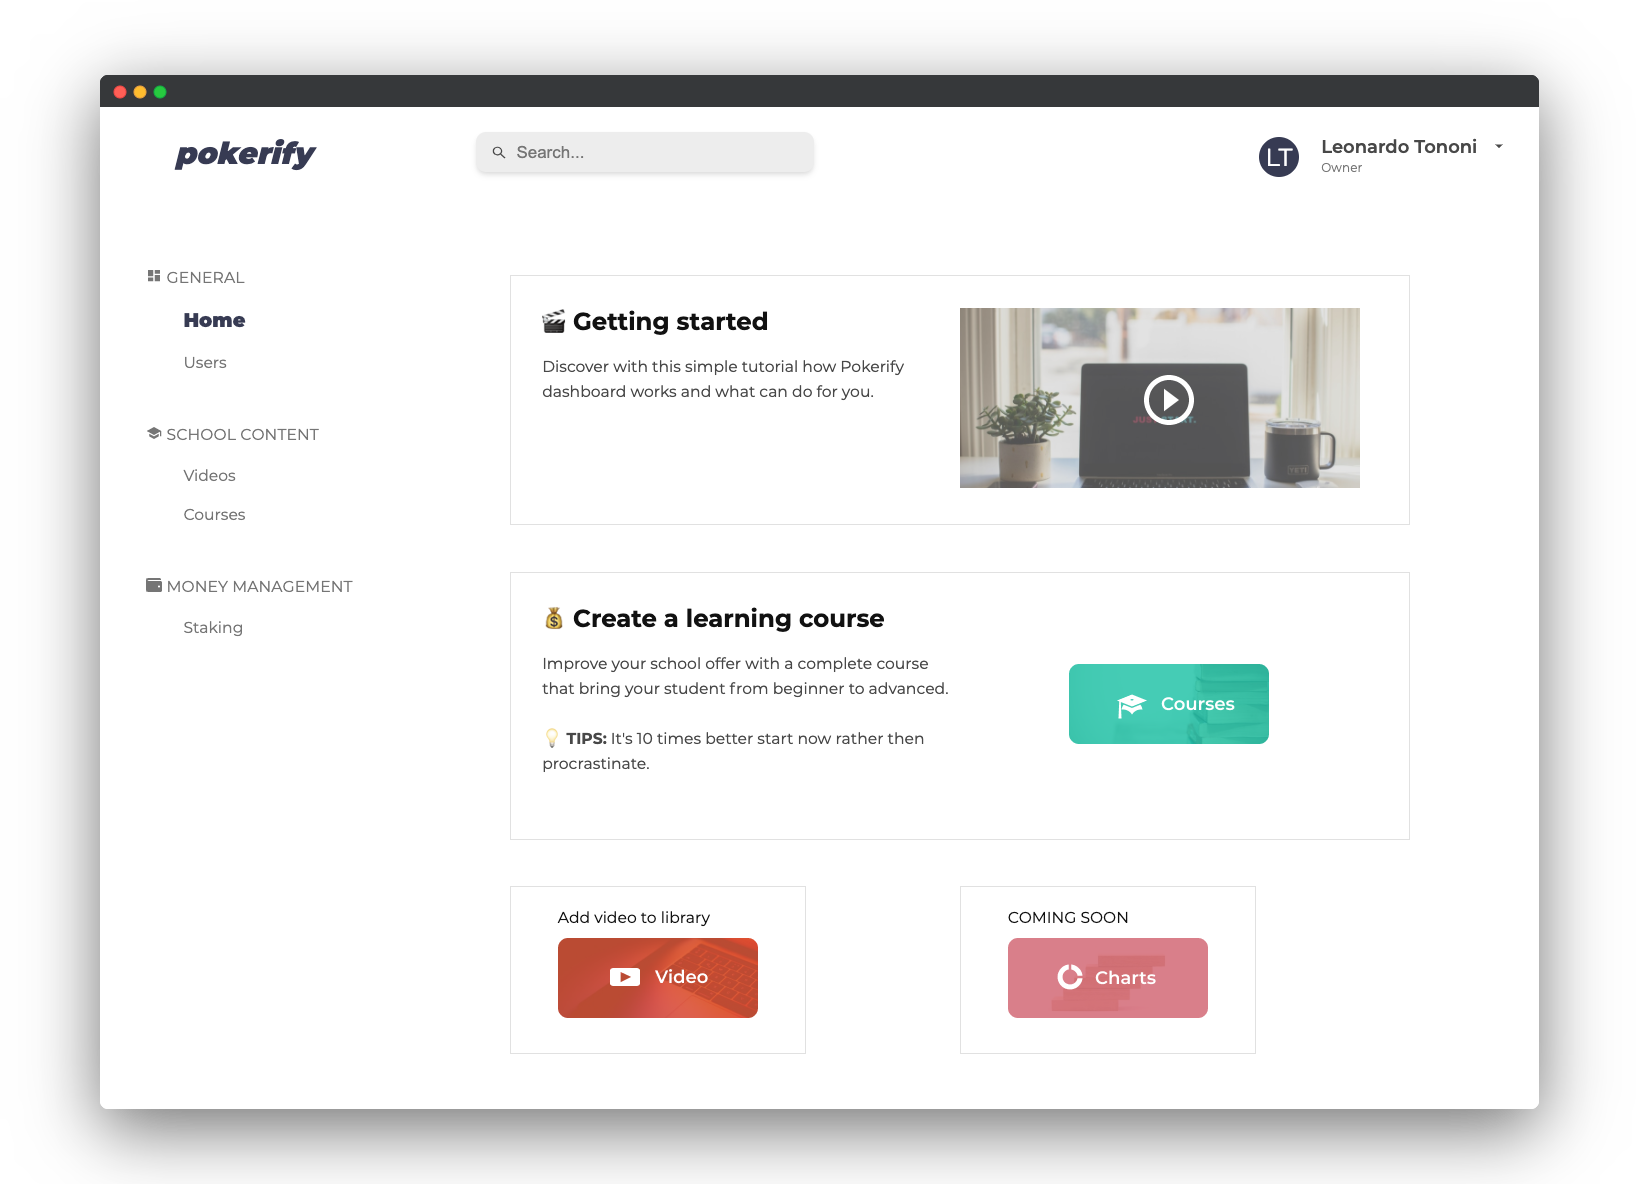 pokerify
Search...
LT
Leonardo Tononi
Owner
GENERAL
Home
Users
SCHOOL CONTENT
Videos
Courses
MONEY MANAGEMENT
Staking
Getting started
Discover with this simple tutorial how Pokerify
dashboard works and what can do for you.
YETI
Create a learning course
Improve your school offer with a complete course
that bring your student from beginner to advanced.
TIPS: It's 10 times better start now rather then
procrastinate.
Courses
Add video to library
Video
COMING SOON
Charts